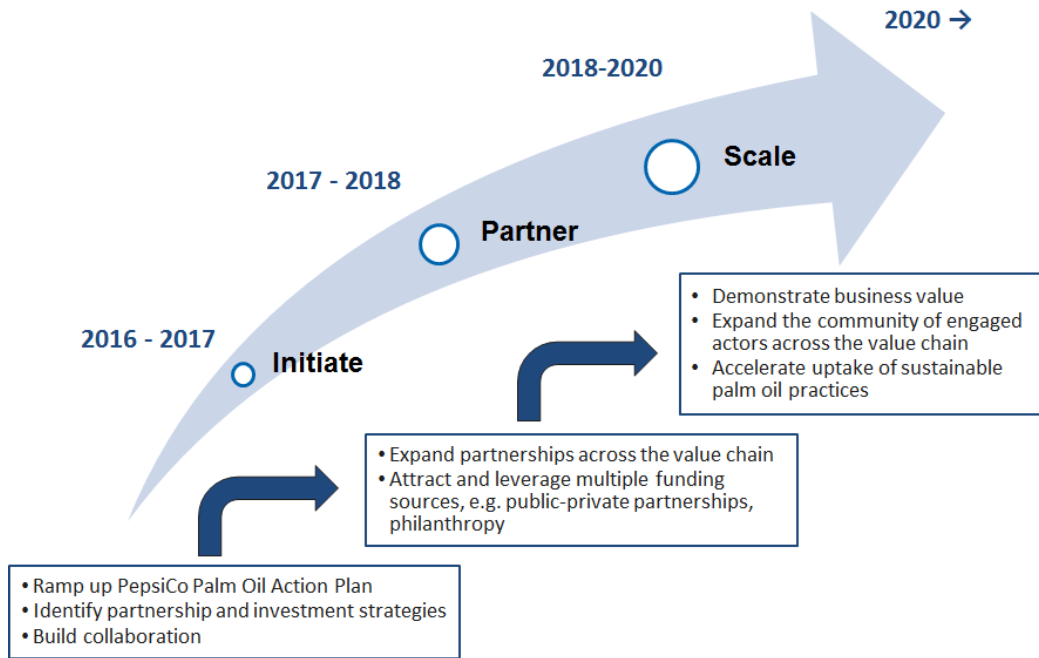 2020 →
2018-2020
Scale
2017 - 2018
Partner
2016 - 2017
Initiate
• Demonstrate business value
• Expand the community of engaged
actors across the value chain
• Accelerate uptake of sustainable
palm oil practices
• Expand partnerships across the value chain
• Attract and leverage multiple funding
sources, e.g. public-private partnerships,
philanthropy
• Ramp up PepsiCo Palm Oil Action Plan
• Identify partnership and investment strategies
• Build collaboration